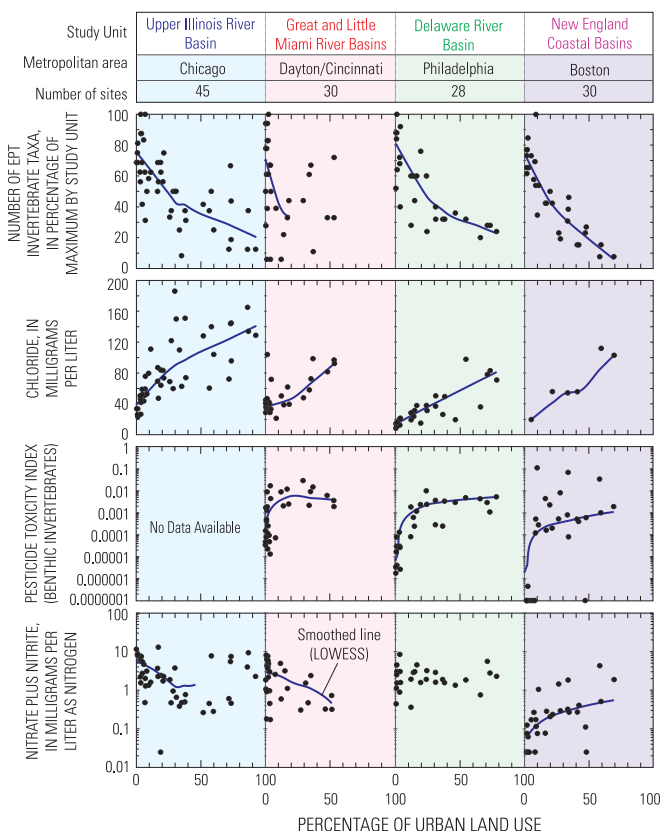 Study Unit
Upper Illinois River
Basin
Great and Little
Miami River Basins
Delaware River
Basin
New England
Coastal Basins
Metropolitan area
Chicago
Dayton/Cincinnati
Philadelphia
Boston
Number of sites
45
30
28
30
NUMBER OF EPT
INVERTEBRATE TAXA,
IN PERCENTAGE OF
MAXIMUM BY STUDY UNIT
100
80
60
40
20
0
CHLORIDE, IN
MILLIGRAMS
PER LITER
200
160
120
80
40
0
PESTICIDE TOXICITY INDEX
(BENTHIC INVERTEBRATES)
1
0.1
0.01
0.001
0.0001
0.00001
0.000001
0.0000001
No Data Available
NITRATE PLUS NITRITE,
IN MILLIGRAMS PER
LITER AS NITROGEN
100
10
1
0.1
0.01
Smoothed line
(LOWESS)
0 50 100
0 50 100
0 50 100
0 50 100
PERCENTAGE OF URBAN LAND USE